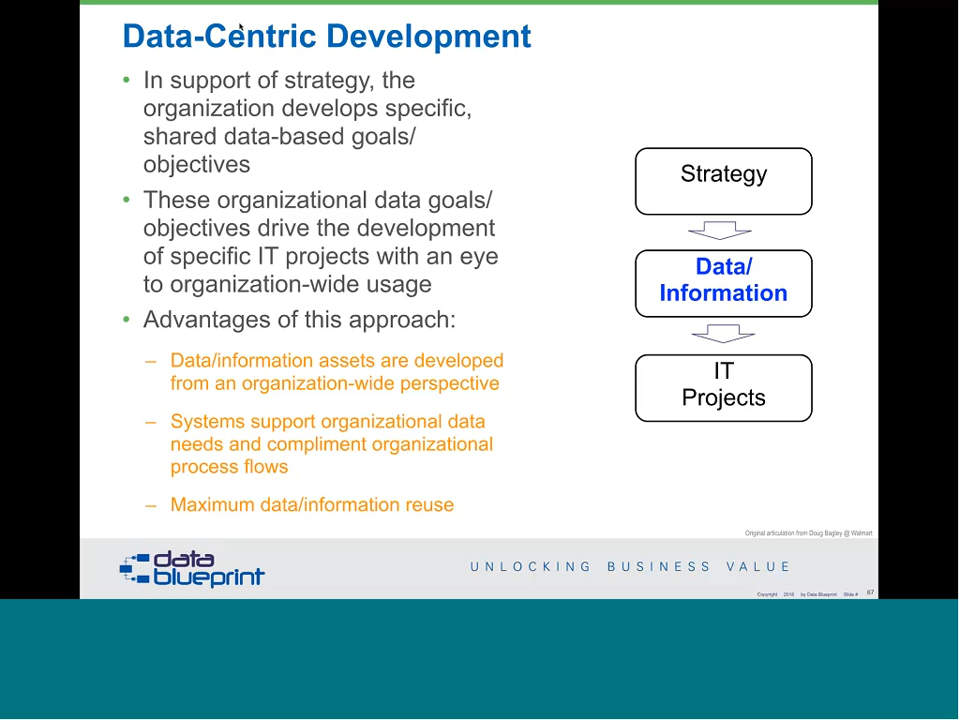 Data-Centric Development
• In support of strategy, the
organization develops specific,
shared data-based goals/
objectives
• These organizational data goals/
objectives drive the development
of specific IT projects with an eye
to organization-wide usage
• Advantages of this approach:
– Data/information assets are developed
from an organization-wide perspective
– Systems support organizational data
needs and compliment organizational
process flows
– Maximum data/information reuse
Strategy
Data/
Information
IT
Projects
Original articulation from Doug Bagley @ Walmart
data
blueprint
UNLOCKING BUSINESS VALUE
Copyright 2018 by Data Blueprint Slide # 67